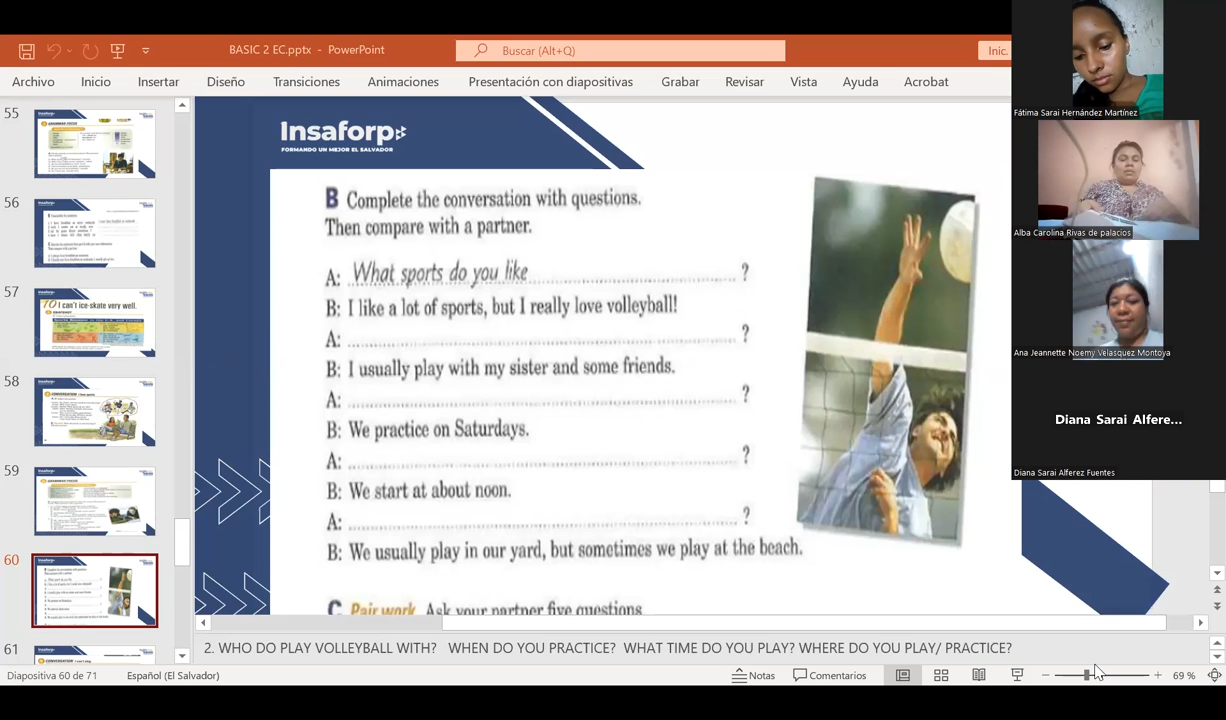 BASIC 2 EC.pptx - PowerPoint
Buscar (Alt+Q)
Inic.
Archivo Inicio Insertar Diseño Transiciones Animaciones Presentación con diapositivas Grabar Revisar Vista Ayuda Acrobat
55
56
57
I can't ice-skate very well.
58
59
60
61
Insaforp
FORMANDO UN MEJOR EL SALVADOR
B Complete the conversation with questions.
Then compare with a partner.
A: What sports do you like ?
B: I like a lot of sports, but I really love volleyball!
A: ?
B: I usually play with my sister and some friends.
A: ?
B: We practice on Saturdays.
A: ?
B: We start at about noon.
A: ?
B: We usually play in our yard, but sometimes we play at the beach.
C Pair work Ask your partner five questions
2. WHO DO PLAY VOLLEYBALL WITH? WHEN DO YOU PRACTICE? WHAT TIME DO YOU PLAY? WHERE DO YOU PLAY/ PRACTICE?
Diapositiva 60 de 71
Español (El Salvador)
Notas
Comentarios
69 %
Fátima Sarai Hernández Martínez
Alba Carolina Rivas de palacios
Ana Jeannette Noemy Velasquez Montoya
Diana Sarai Alfere...
Diana Sarai Alferez Fuentes